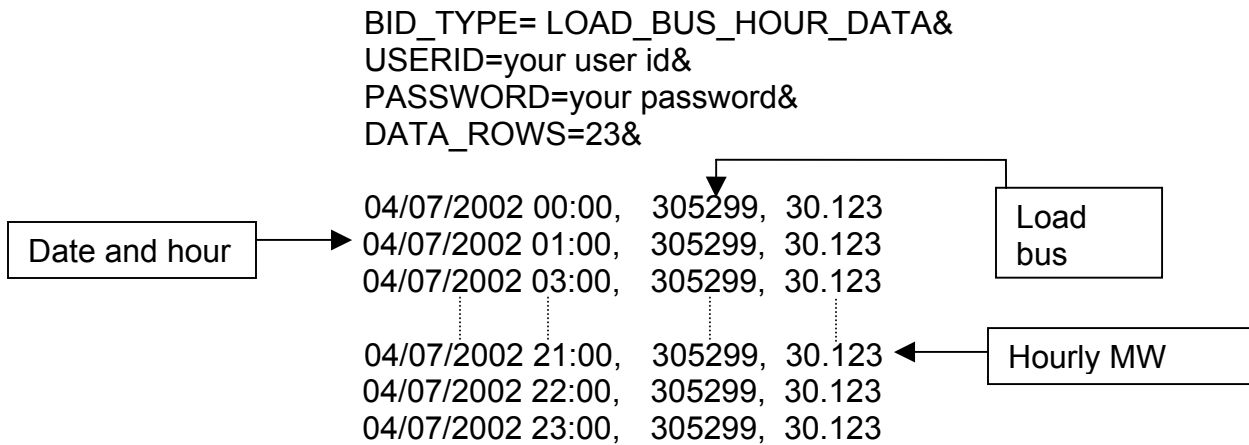 BID_TYPE= LOAD_BUS_HOUR_DATA&
USERID=your user id&
PASSWORD=your password&
DATA_ROWS=23&
04/07/2002 00:00, 305299, 30.123
04/07/2002 01:00, 305299, 30.123
04/07/2002 03:00, 305299, 30.123
04/07/2002 21:00, 305299, 30.123
04/07/2002 22:00, 305299, 30.123
04/07/2002 23:00, 305299, 30.123
Date and hour
Load
bus
Hourly MW